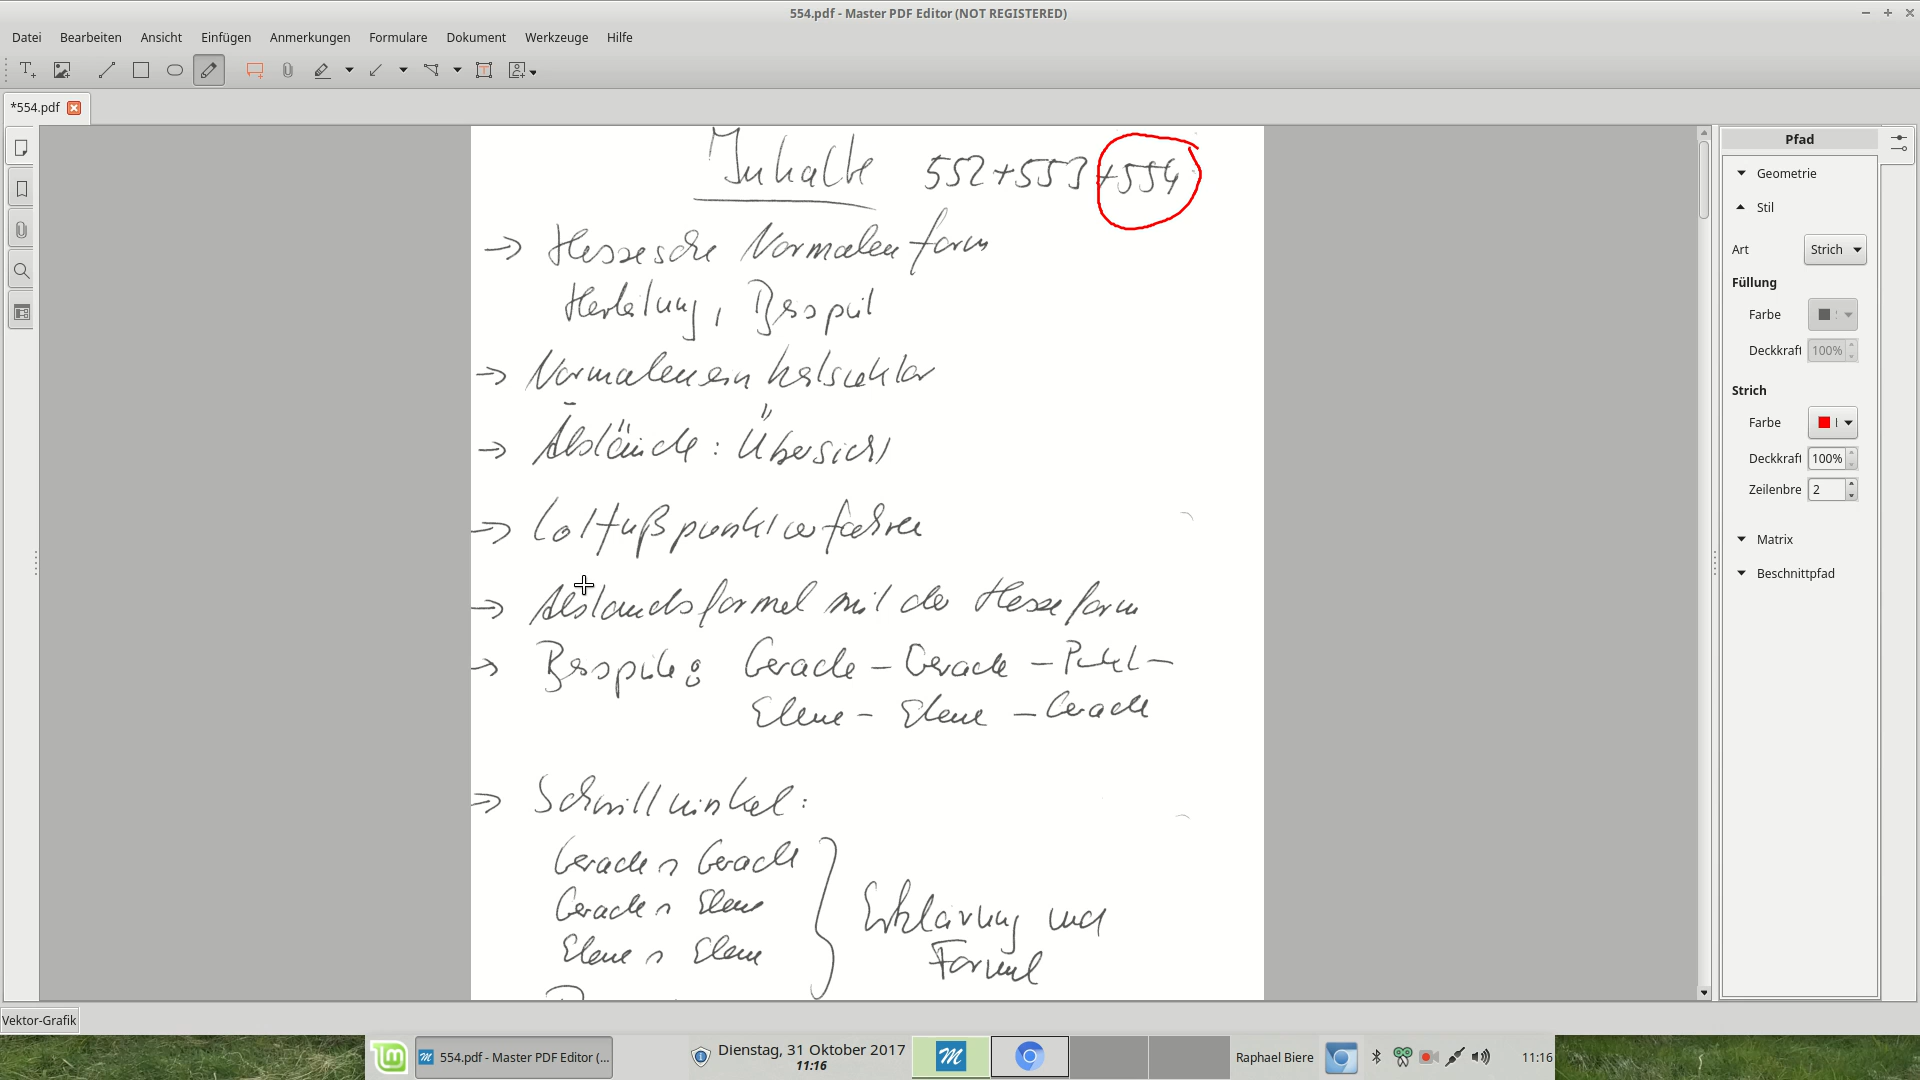 554.pdf - Master PDF Editor (NOT REGISTERED)
Datei Bearbeiten Ansicht Einfügen Anmerkungen Formulare Dokument Werkzeuge Hilfe
*554.pdf
Inhalte 552+553+554
→ Hessesche Normalenform
Herleitung, Beispiel
→ Normaleneinheitsvektor
→ Abstände: Übersicht
→ Lotfußpunktverfahren
→ Abstandsformel mit der Hesseform
→ Beispiele: Gerade – Gerade – Punkt –
Ebene – Ebene – Gerade
→ Schnittwinkel:
Gerade ∩ Gerade
Gerade ∩ Ebene
Ebene ∩ Ebene
Erklärung und
Formel
Pfad
Geometrie
Stil
Art Strich
Füllung
Farbe
Deckkraft 100%
Strich
Farbe
Deckkraft 100%
Zeilenbre 2
Matrix
Beschnittpfad
Vektor-Grafik
554.pdf - Master PDF Editor (...
Dienstag, 31 Oktober 2017
11:16
Raphael Biere
11:16